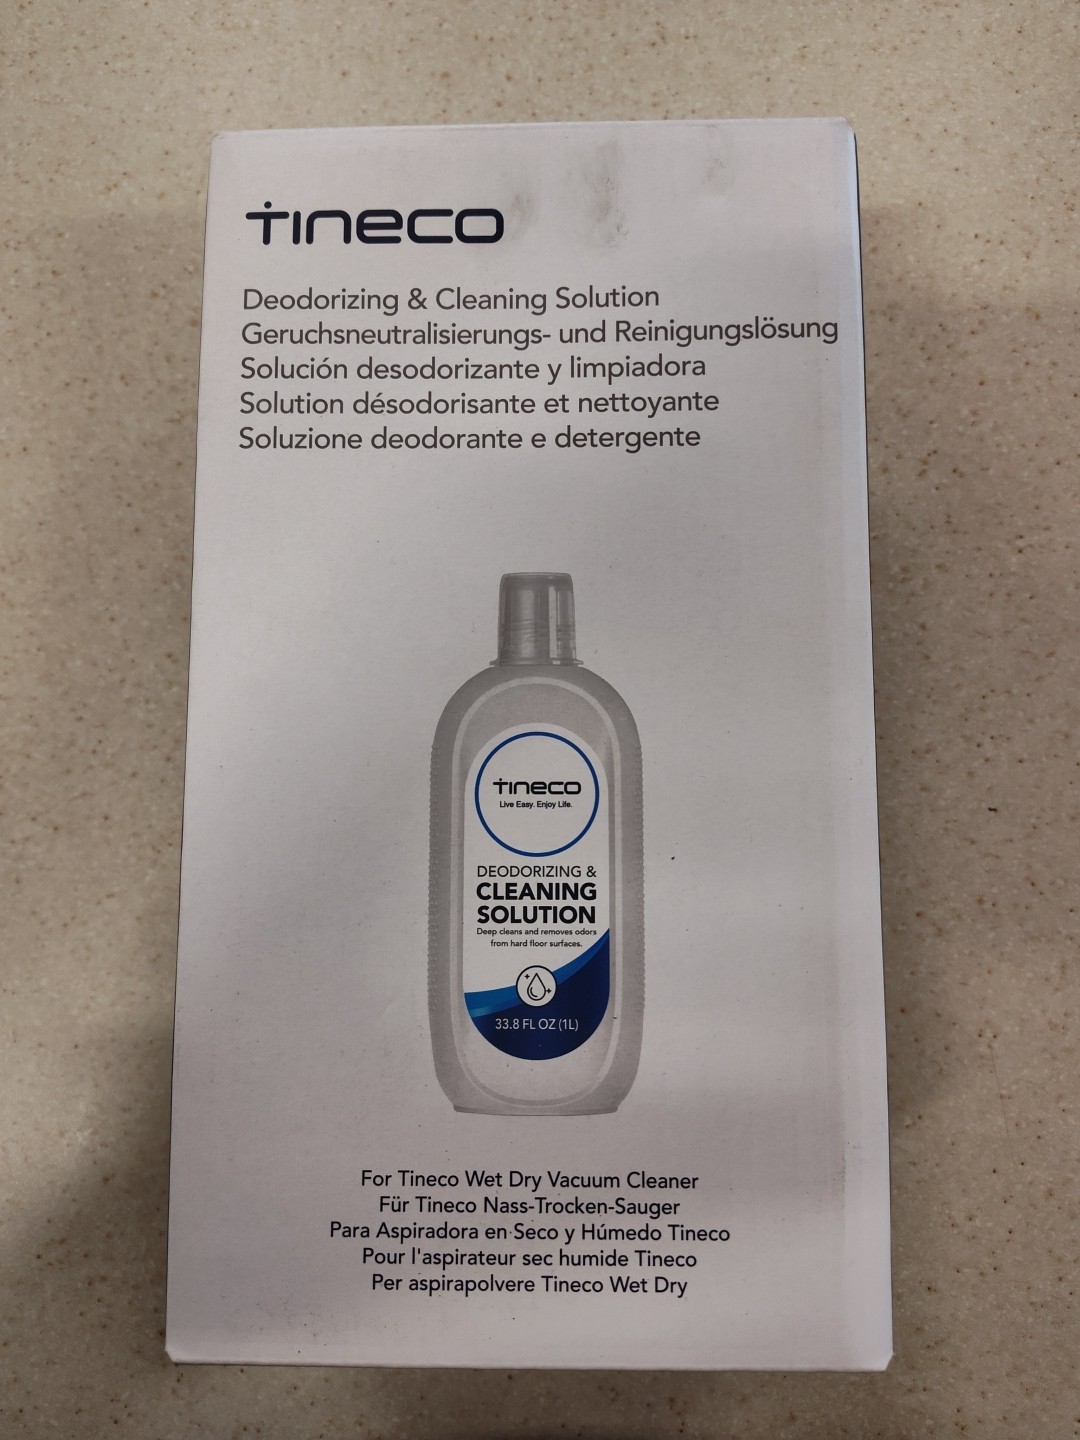 Tineco
Deodorizing & Cleaning Solution
Geruchsneutralisierungs- und Reinigungslösung
Solución desodorizante y limpiadora
Solution désodorisante et nettoyante
Soluzione deodorante e detergente
Tineco
Live Easy. Enjoy Life.
DEODORIZING &
CLEANING
SOLUTION
Deep cleans and removes odors
from hard floor surfaces.
33.8 FL OZ (1L)
For Tineco Wet Dry Vacuum Cleaner
Für Tineco Nass-Trocken-Sauger
Para Aspiradora en Seco y Húmedo Tineco
Pour l'aspirateur sec humide Tineco
Per aspirapolvere Tineco Wet Dry